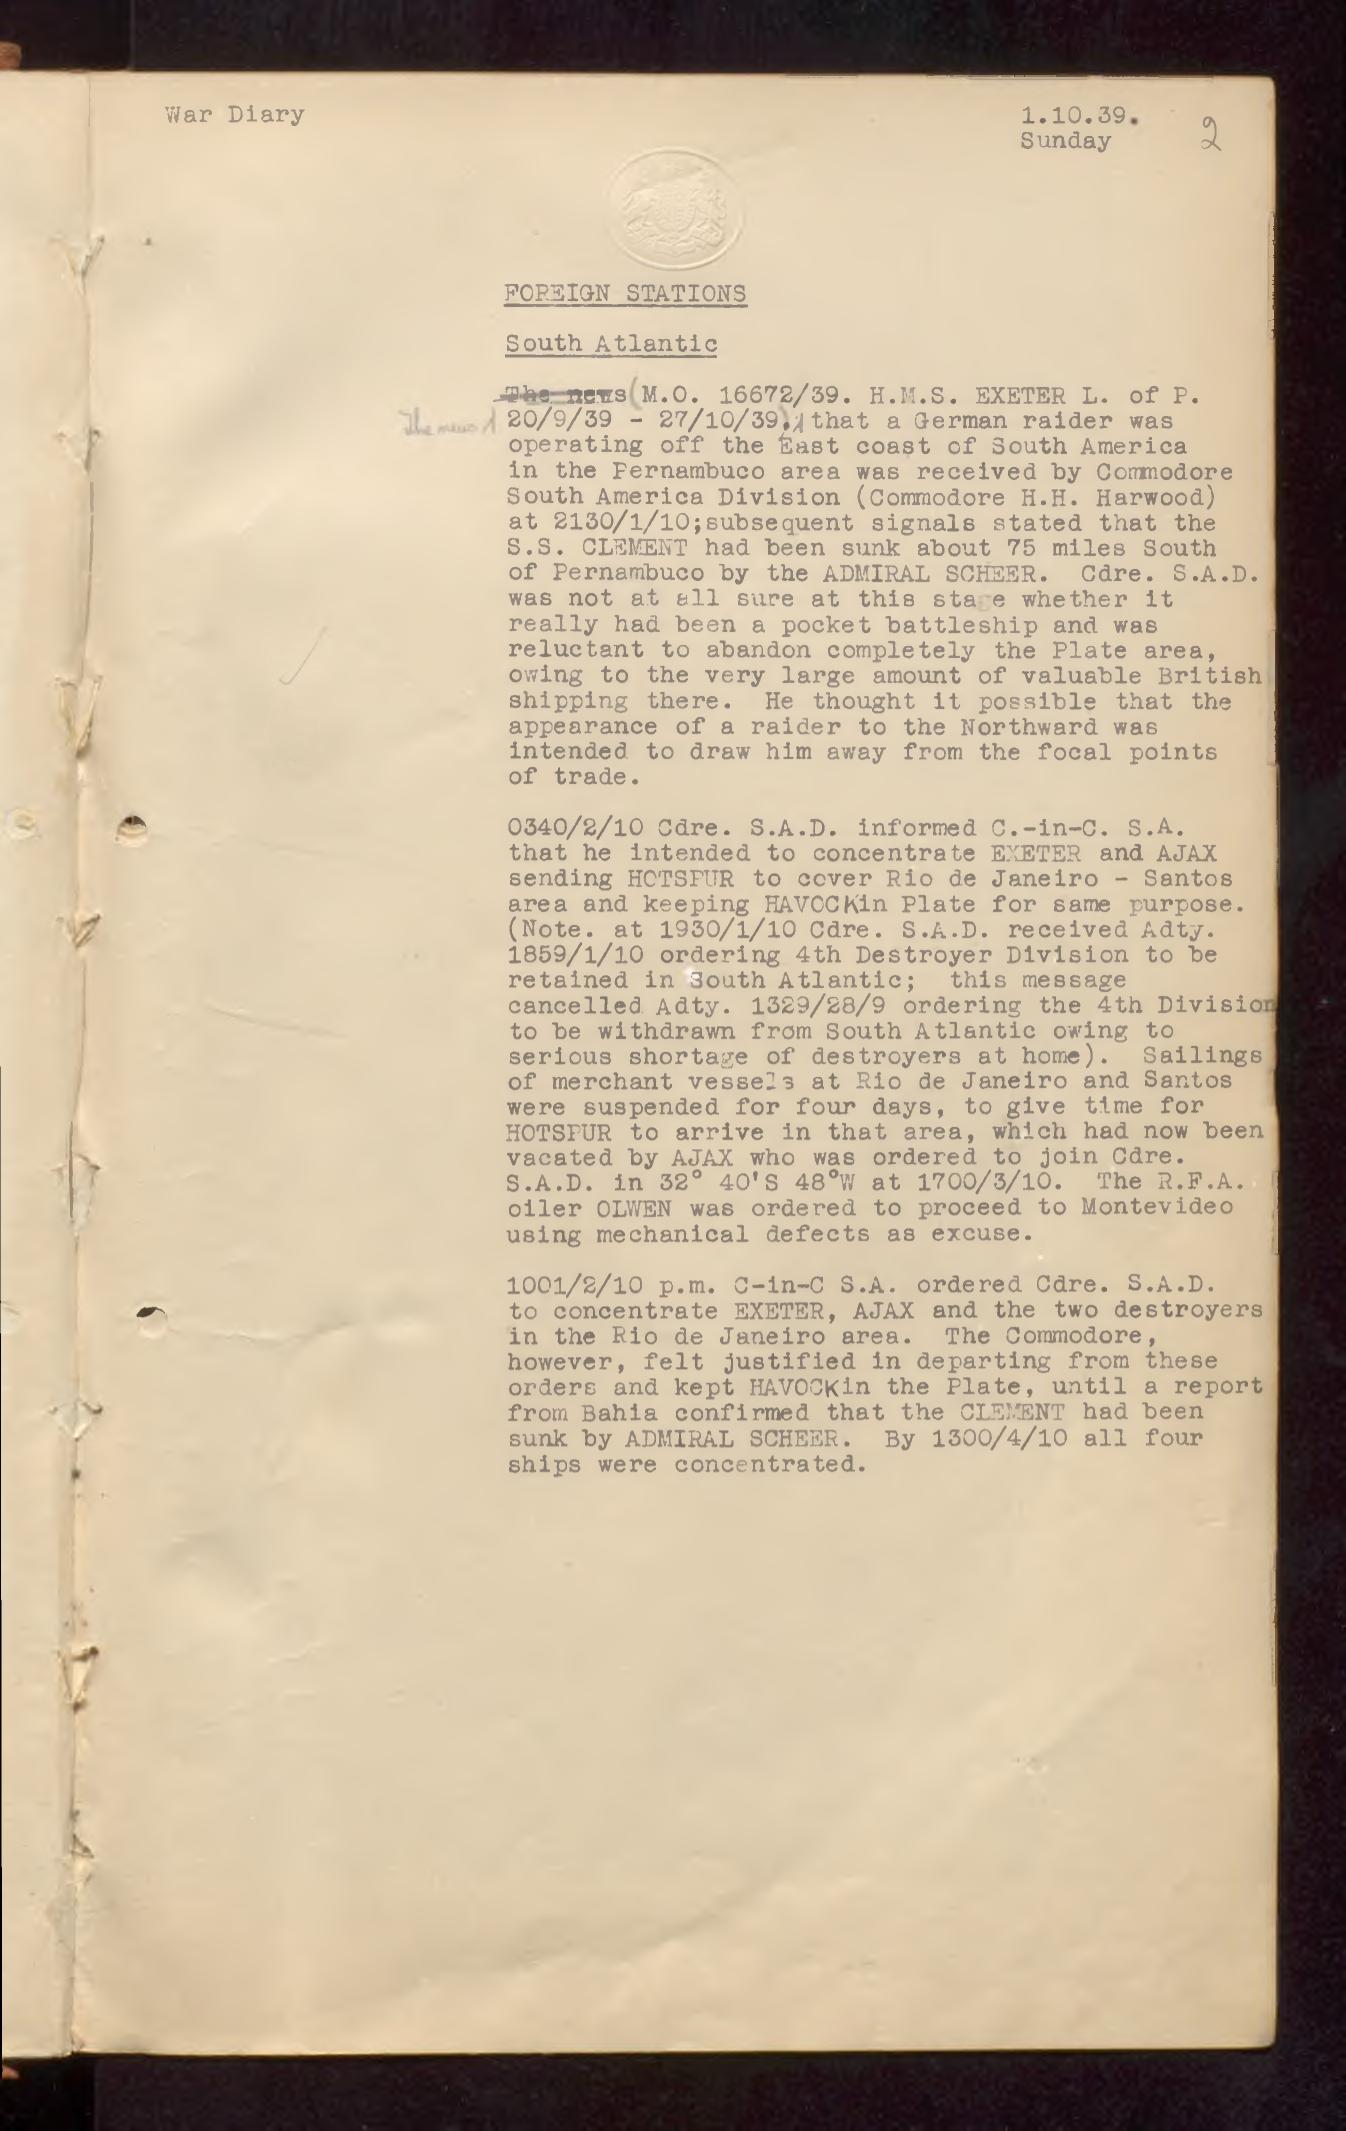 War Diary
1.10.39.
Sunday
2
FOREIGN STATIONS
South Atlantic
The news (M.O. 16672/39. H.M.S. EXETER L. of P.
The news 20/9/39 - 27/10/39) that a German raider was
operating off the East coast of South America
in the Pernambuco area was received by Commodore
South America Division (Commodore H.H. Harwood)
at 2130/1/10;subsequent signals stated that the
S.S. CLEMENT had been sunk about 75 miles South
of Pernambuco by the ADMIRAL SCHEER. Cdre. S.A.D.
was not at all sure at this stage whether it
really had been a pocket battleship and was
reluctant to abandon completely the Plate area,
owing to the very large amount of valuable British
shipping there. He thought it possible that the
appearance of a raider to the Northward was
intended to draw him away from the focal points
of trade.
0340/2/10 Cdre. S.A.D. informed C.-in-C. S.A.
that he intended to concentrate EXETER and AJAX
sending HOTSPUR to cover Rio de Janeiro - Santos
area and keeping HAVOCK in Plate for same purpose.
(Note. at 1930/1/10 Cdre. S.A.D. received Adty.
1859/1/10 ordering 4th Destroyer Division to be
retained in South Atlantic; this message
cancelled Adty. 1329/28/9 ordering the 4th Division
to be withdrawn from South Atlantic owing to
serious shortage of destroyers at home). Sailings
of merchant vessels at Rio de Janeiro and Santos
were suspended for four days, to give time for
HOTSPUR to arrive in that area, which had now been
vacated by AJAX who was ordered to join Cdre.
S.A.D. in 32° 40'S 48°W at 1700/3/10. The R.F.A.
oiler OLWEN was ordered to proceed to Montevideo
using mechanical defects as excuse.
1001/2/10 p.m. C-in-C S.A. ordered Cdre. S.A.D.
to concentrate EXETER, AJAX and the two destroyers
in the Rio de Janeiro area. The Commodore,
however, felt justified in departing from these
orders and kept HAVOCK in the Plate, until a report
from Bahia confirmed that the CLEMENT had been
sunk by ADMIRAL SCHEER. By 1300/4/10 all four
ships were concentrated.